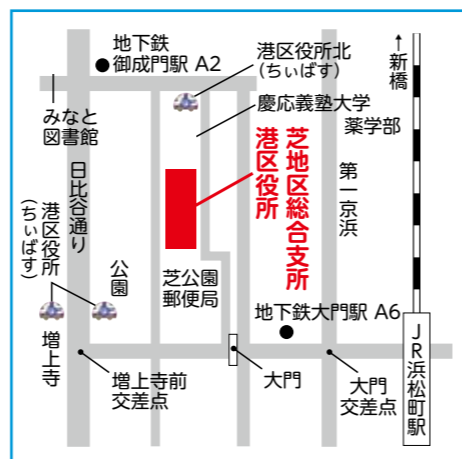 地下鉄
御成門駅 A2
港区役所北
(ちぃばす)
↑新橋
慶応義塾大学
薬学部
みなと
図書館
日比谷通り
港区役所
(ちぃばす)
公園
港区役所
芝地区総合支所
第一京浜
芝公園
郵便局
地下鉄大門駅 A6
増上寺
増上寺前
交差点
大門
大門
交差点
JR浜松町駅